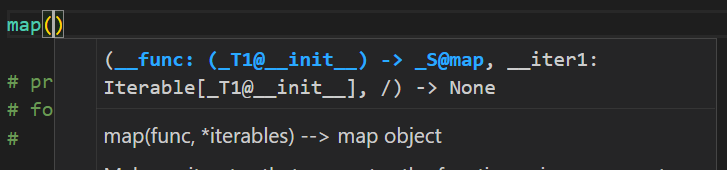 map()
(__func: (_T1@__init__) -> _S@map, __iter1:
# pr
Iterable[_T1@__init__], /) -> None
# fo
#
map(func, *iterables) --> map object